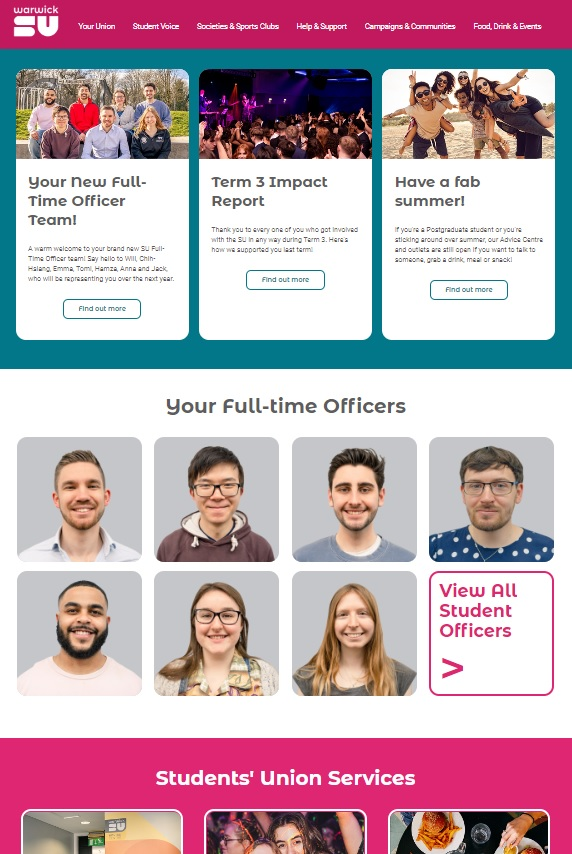 warwick
SU
Your Union
Student Voice
Societies & Sports Clubs
Help & Support
Campaigns & Communities
Food, Drink & Events
Your New Full-
Time Officer
Team!
A warm welcome to your brand new SU Full-
Time Officer team! Say hello to Will, Chih-
Hsiang, Emma, Tomi, Hamza, Anna and Jack,
who will be representing you over the next year.
Find out more
Term 3 Impact
Report
Thank you to every one of you who got involved
with the SU in any way during Term 3. Here's
how we supported you last term!
Find out more
Have a fab
summer!
If you're a Postgraduate student or you're
sticking around over summer, our Advice Centre
and outlets are still open if you want to talk to
someone, grab a drink, meal or snack!
Find out more
Your Full-time Officers
View All
Student
Officers
>
Students' Union Services
SU